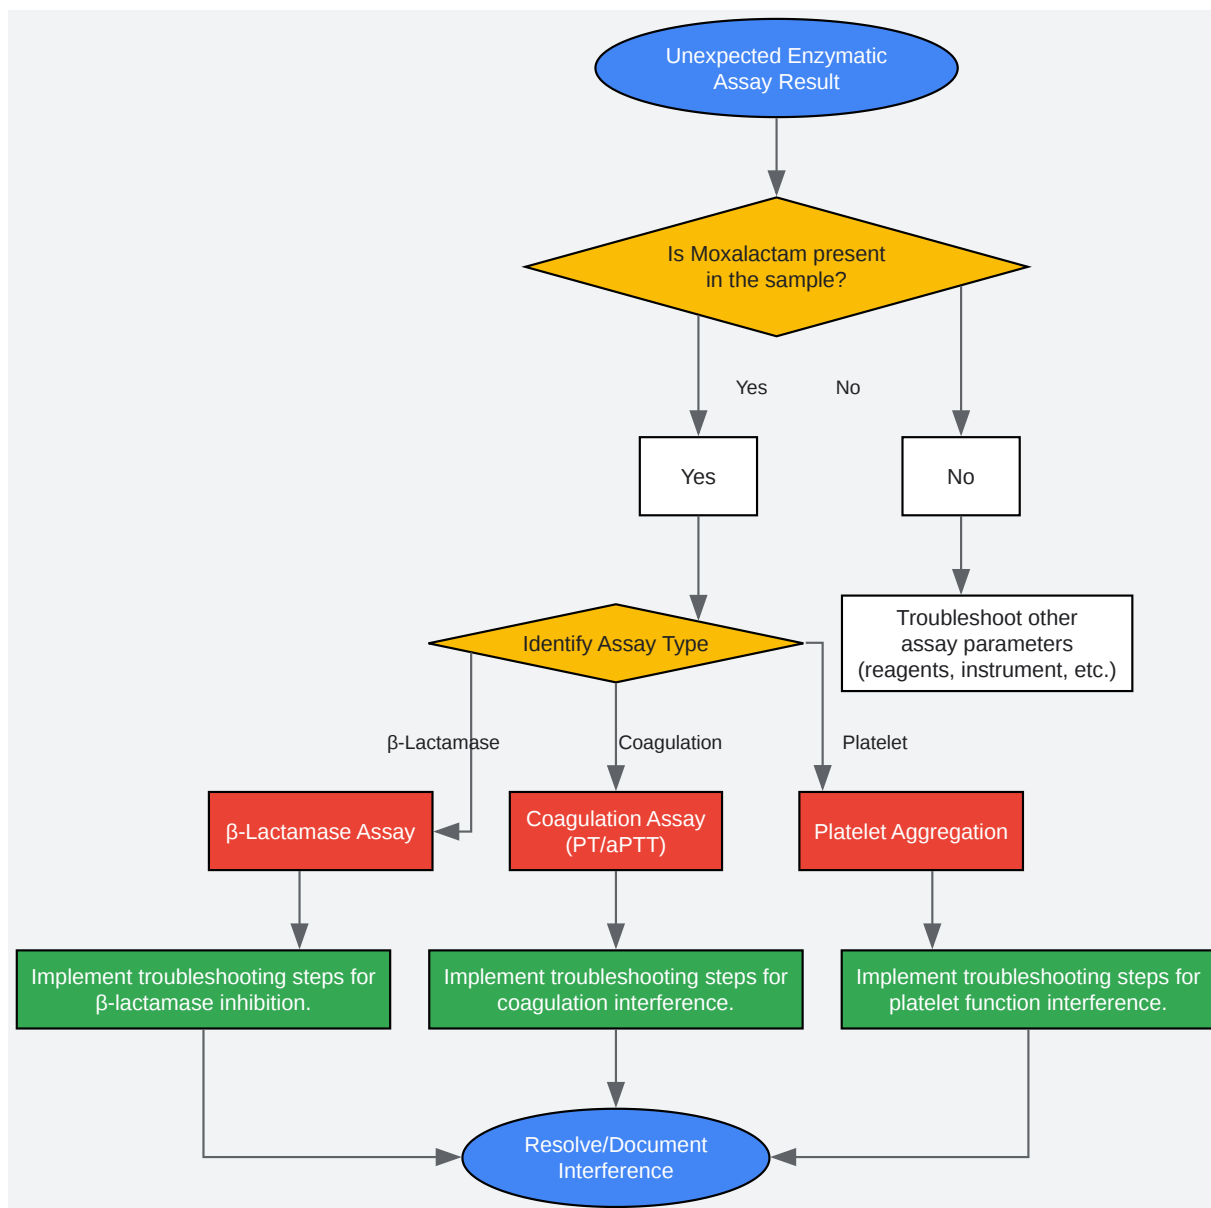 Unexpected Enzymatic
Assay Result
Is Moxalactam present
in the sample?
Yes
No
Yes
No
Troubleshoot other
assay parameters
(reagents, instrument, etc.)
Identify Assay Type
β-Lactamase
Coagulation
Platelet
β-Lactamase Assay
Coagulation Assay
(PT/aPTT)
Platelet Aggregation
Implement troubleshooting steps for
β-lactamase inhibition.
Implement troubleshooting steps for
coagulation interference.
Implement troubleshooting steps for
platelet function interference.
Resolve/Document
Interference